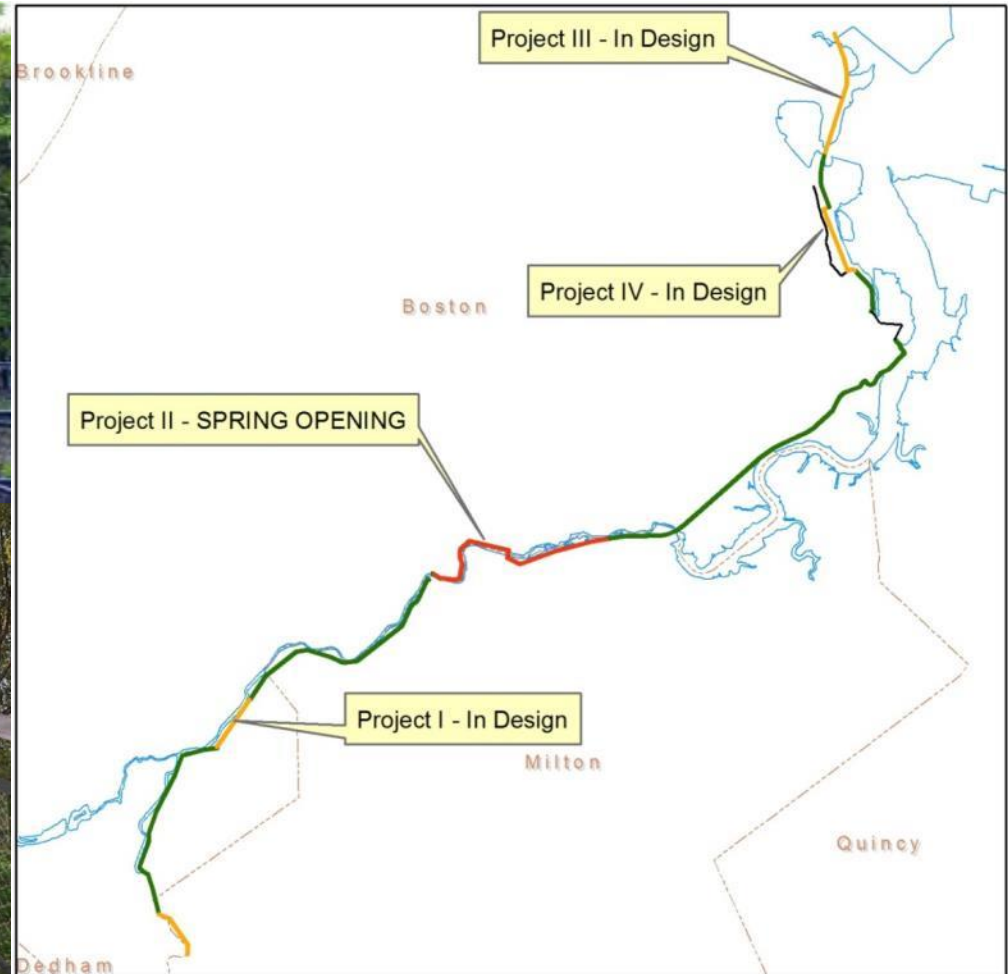 Project III - In Design
Brookline
Project IV - In Design
Boston
Project II - SPRING OPENING
Project I - In Design
Milton
Quincy
Dedham